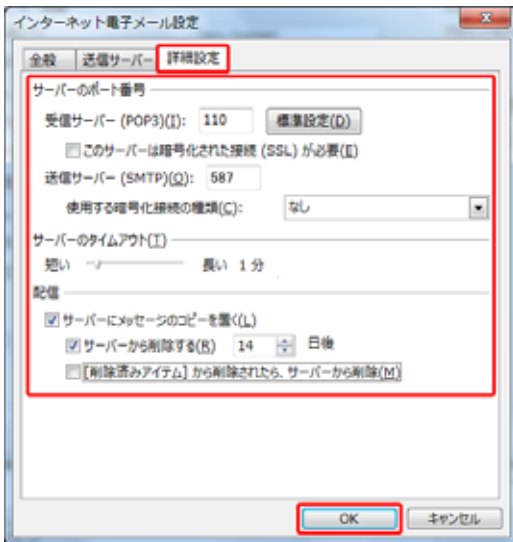 インターネット電子メール設定
全般 送信サーバー 詳細設定
サーバーのポート番号
受信サーバー (POP3)(I): 110 標準設定(D)
このサーバーは暗号化された接続 (SSL) が必要(E)
送信サーバー (SMTP)(O): 587
使用する暗号化接続の種類(C): なし
サーバーのタイムアウト(T)
短い 長い 1 分
配信
サーバーにメッセージのコピーを置く(L)
サーバーから削除する(R) 14 日後
[削除済みアイテム] から削除されたら、サーバーから削除(M)
OK キャンセル